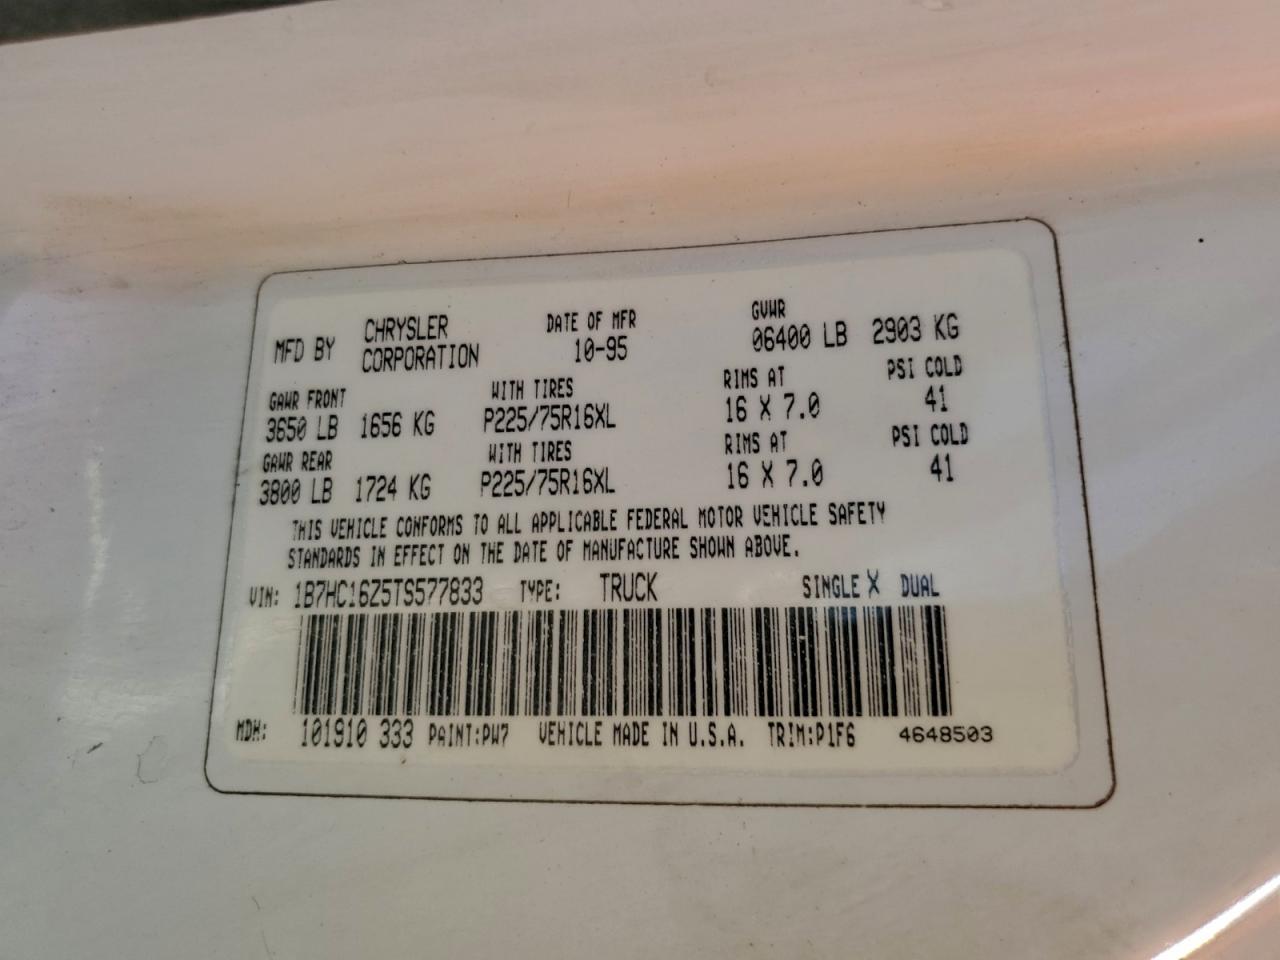 MFD BY CHRYSLER CORPORATION DATE OF MFR 10-95 GVWR 06400 LB 2903 KG
GAWR FRONT WITH TIRES RIMS AT PSI COLD
3650 LB 1656 KG P225/75R16XL 16 X 7.0 41
GAWR REAR WITH TIRES RIMS AT PSI COLD
3800 LB 1724 KG P225/75R16XL 16 X 7.0 41
THIS VEHICLE CONFORMS TO ALL APPLICABLE FEDERAL MOTOR VEHICLE SAFETY
STANDARDS IN EFFECT ON THE DATE OF MANUFACTURE SHOWN ABOVE.
VIN: 1B7HC16Z5TS577833 TYPE: TRUCK SINGLE X DUAL
MDH: 101910 333 PAINT:PW7 VEHICLE MADE IN U.S.A. TRIM:P1F6 4648503